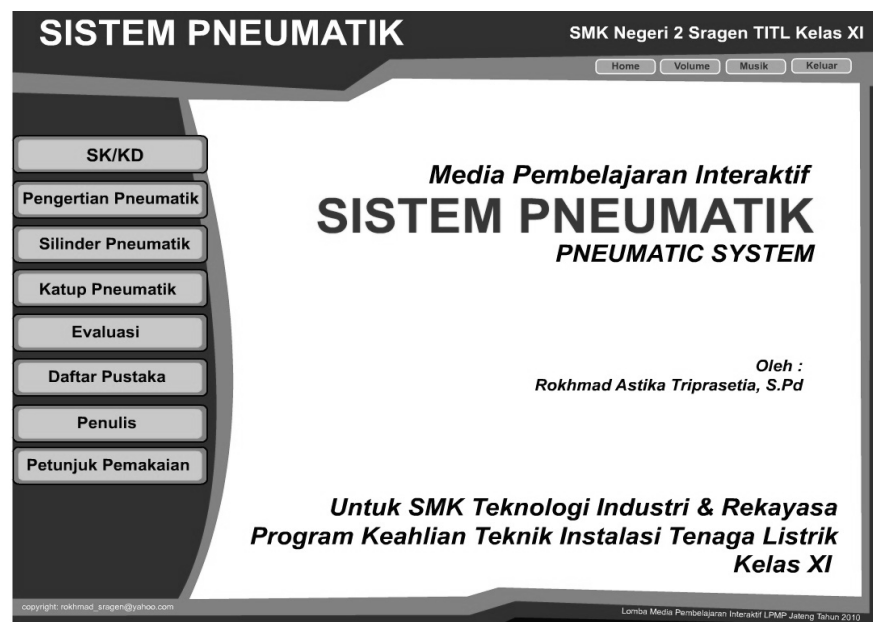 SISTEM PNEUMATIK
SMK Negeri 2 Sragen TITL Kelas XI
Home Volume Musik Keluar
SK/KD
Pengertian Pneumatik
Silinder Pneumatik
Katup Pneumatik
Evaluasi
Daftar Pustaka
Penulis
Petunjuk Pemakaian
Media Pembelajaran Interaktif
SISTEM PNEUMATIK
PNEUMATIC SYSTEM
Oleh :
Rokhmad Astika Triprasetia, S.Pd
Untuk SMK Teknologi Industri & Rekayasa
Program Keahlian Teknik Instalasi Tenaga Listrik
Kelas XI
copyright: rokhmad_sragen@yahoo.com
Lomba Media Pembelajaran Interaktif LPMP Jateng Tahun 2010